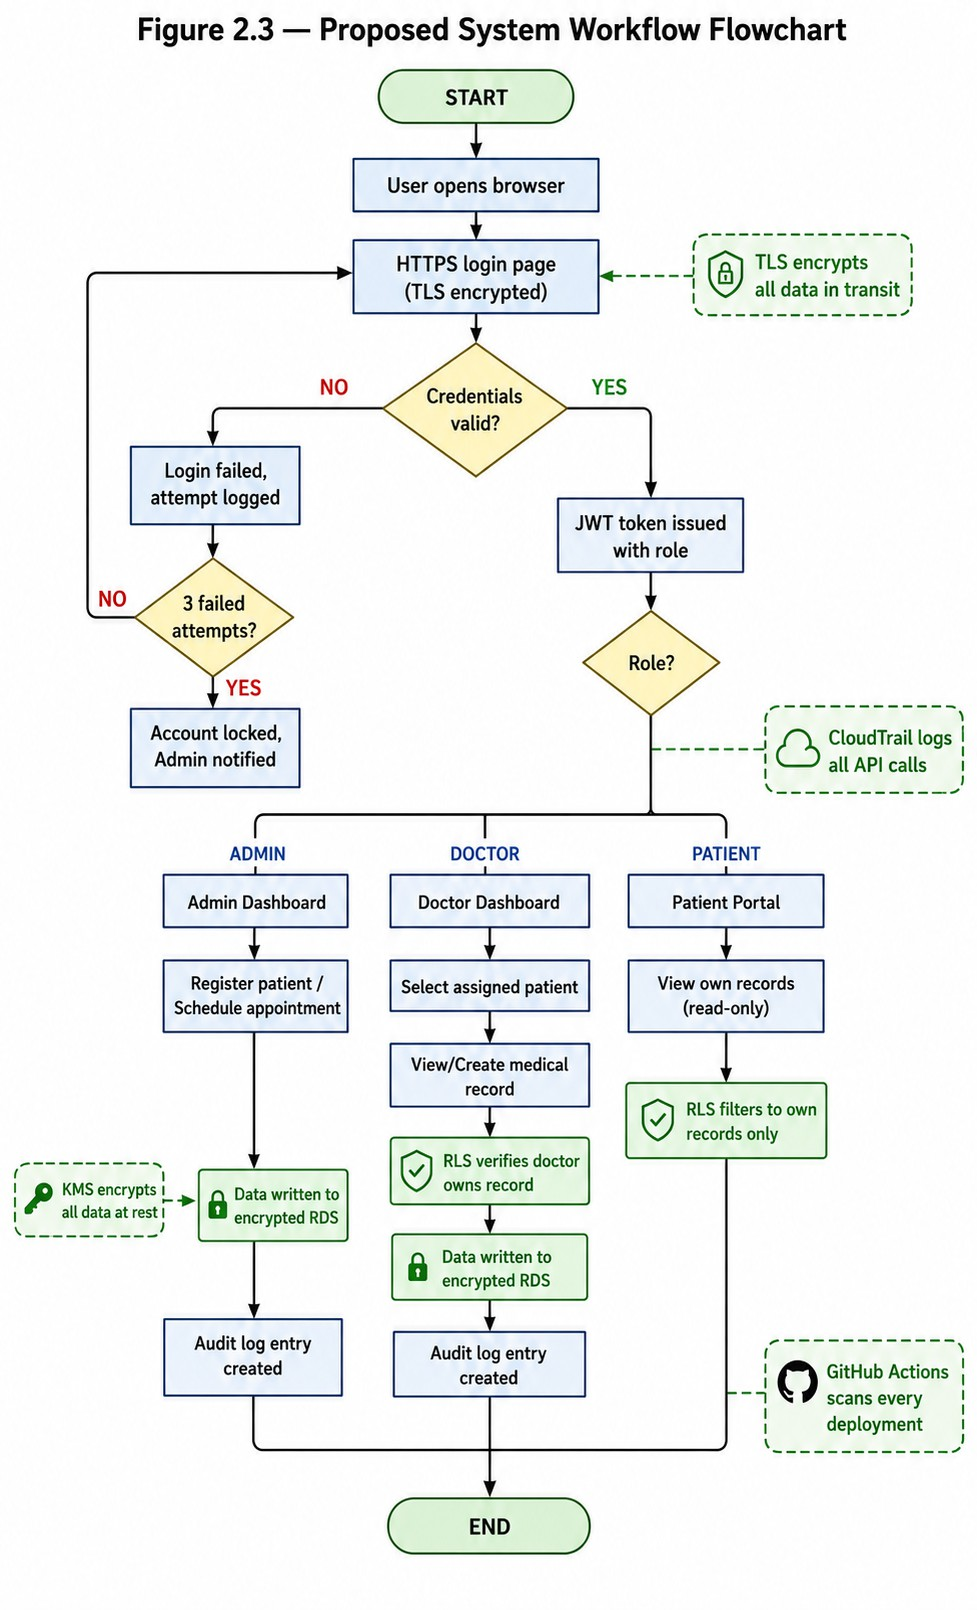 Figure 2.3 — Proposed System Workflow Flowchart
START
User opens browser
HTTPS login page
(TLS encrypted)
TLS encrypts
all data in transit
Credentials
valid?
NO
YES
Login failed,
attempt logged
JWT token issued
with role
3 failed
attempts?
NO
YES
Role?
Account locked,
Admin notified
CloudTrail logs
all API calls
ADMIN
DOCTOR
PATIENT
Admin Dashboard
Doctor Dashboard
Patient Portal
Register patient /
Schedule appointment
Select assigned patient
View own records
(read-only)
View/Create medical
record
RLS filters to own
records only
RLS verifies doctor
owns record
KMS encrypts
all data at rest
Data written to
encrypted RDS
Data written to
encrypted RDS
Audit log entry
created
Audit log entry
created
GitHub Actions
scans every
deployment
END